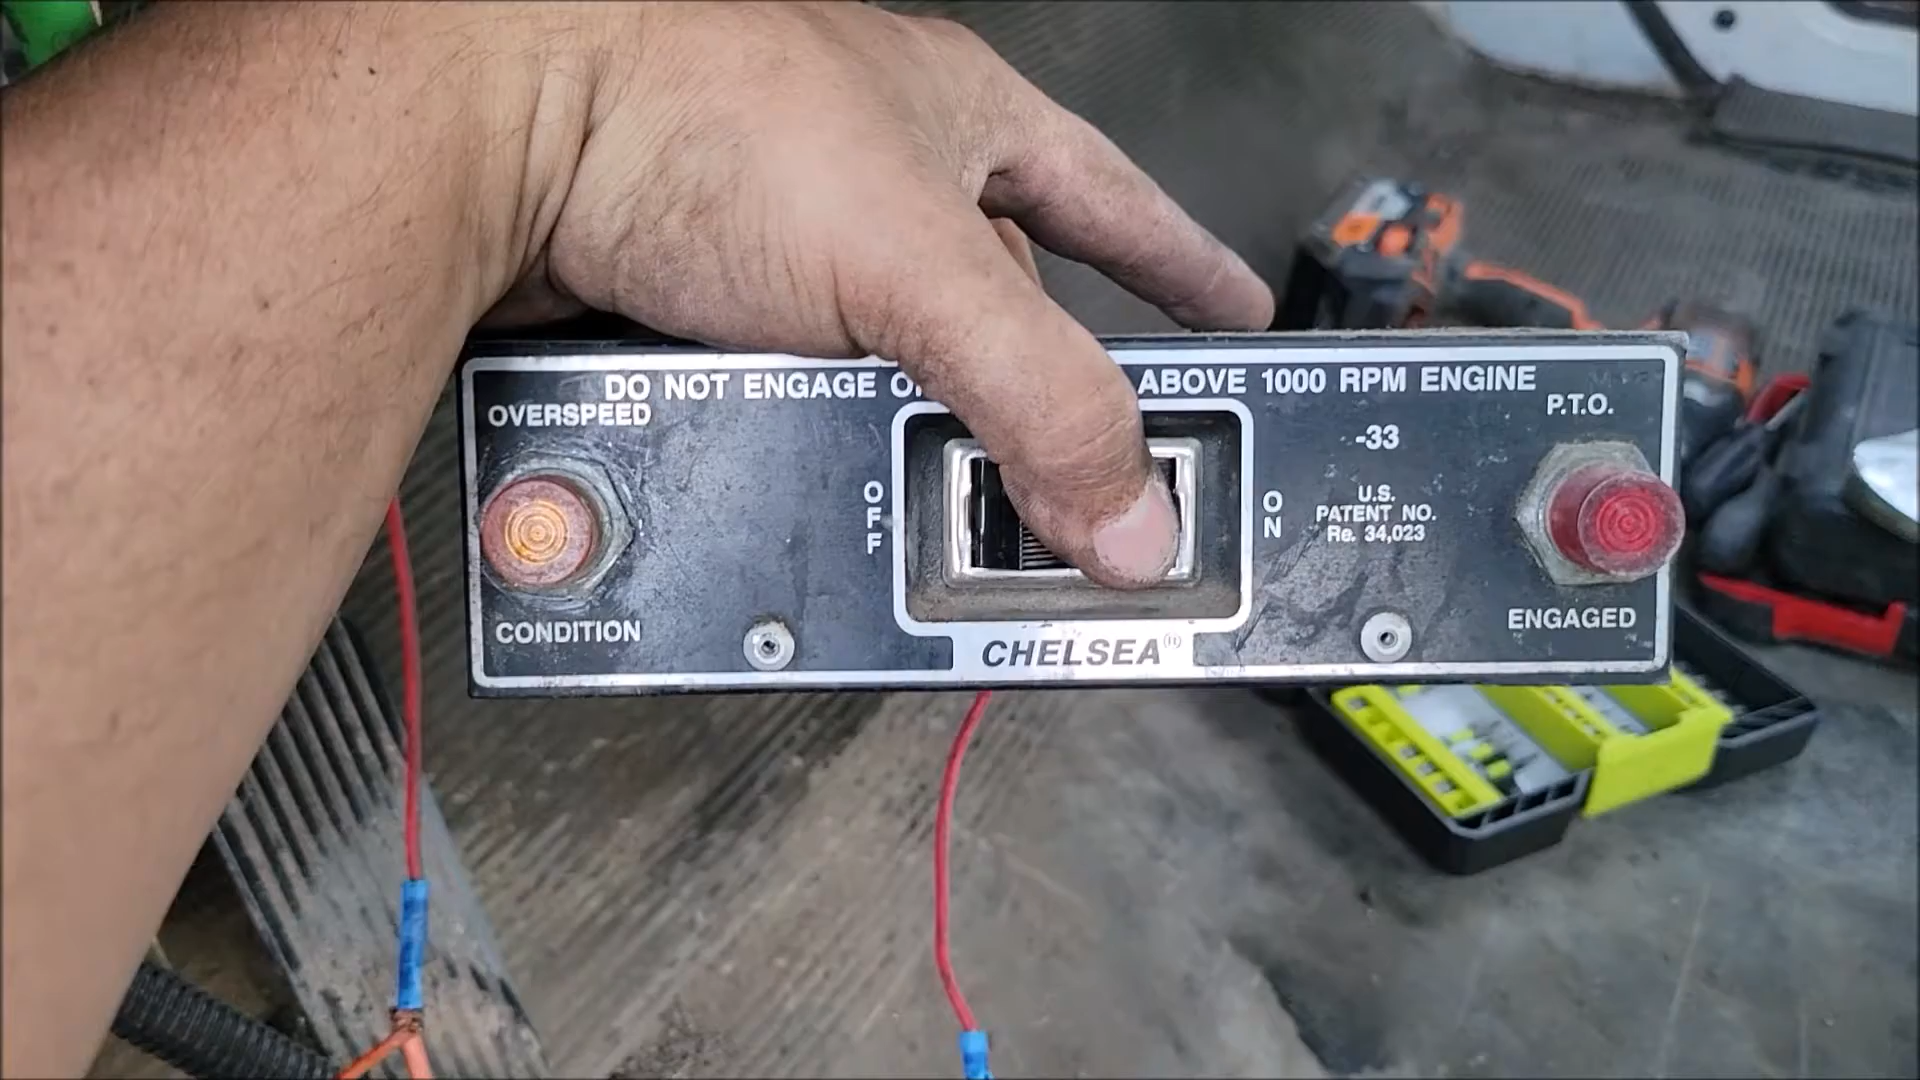 DO NOT ENGAGE ABOVE 1000 RPM ENGINE
OVERSPEED
CONDITION
OFF
CHELSEA
ON
-33
U.S.
PATENT NO.
Re. 34,023
P.T.O.
ENGAGED